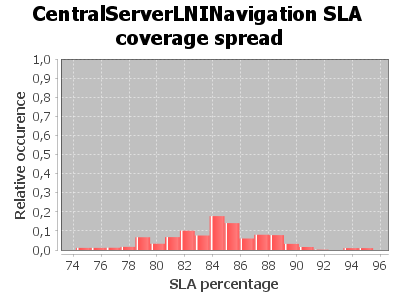 CentralServerLNINavigation SLA
coverage spread
Relative occurence
1,0
0,9
0,8
0,7
0,6
0,5
0,4
0,3
0,2
0,1
0,0
74 76 78 80 82 84 86 88 90 92 94 96
SLA percentage